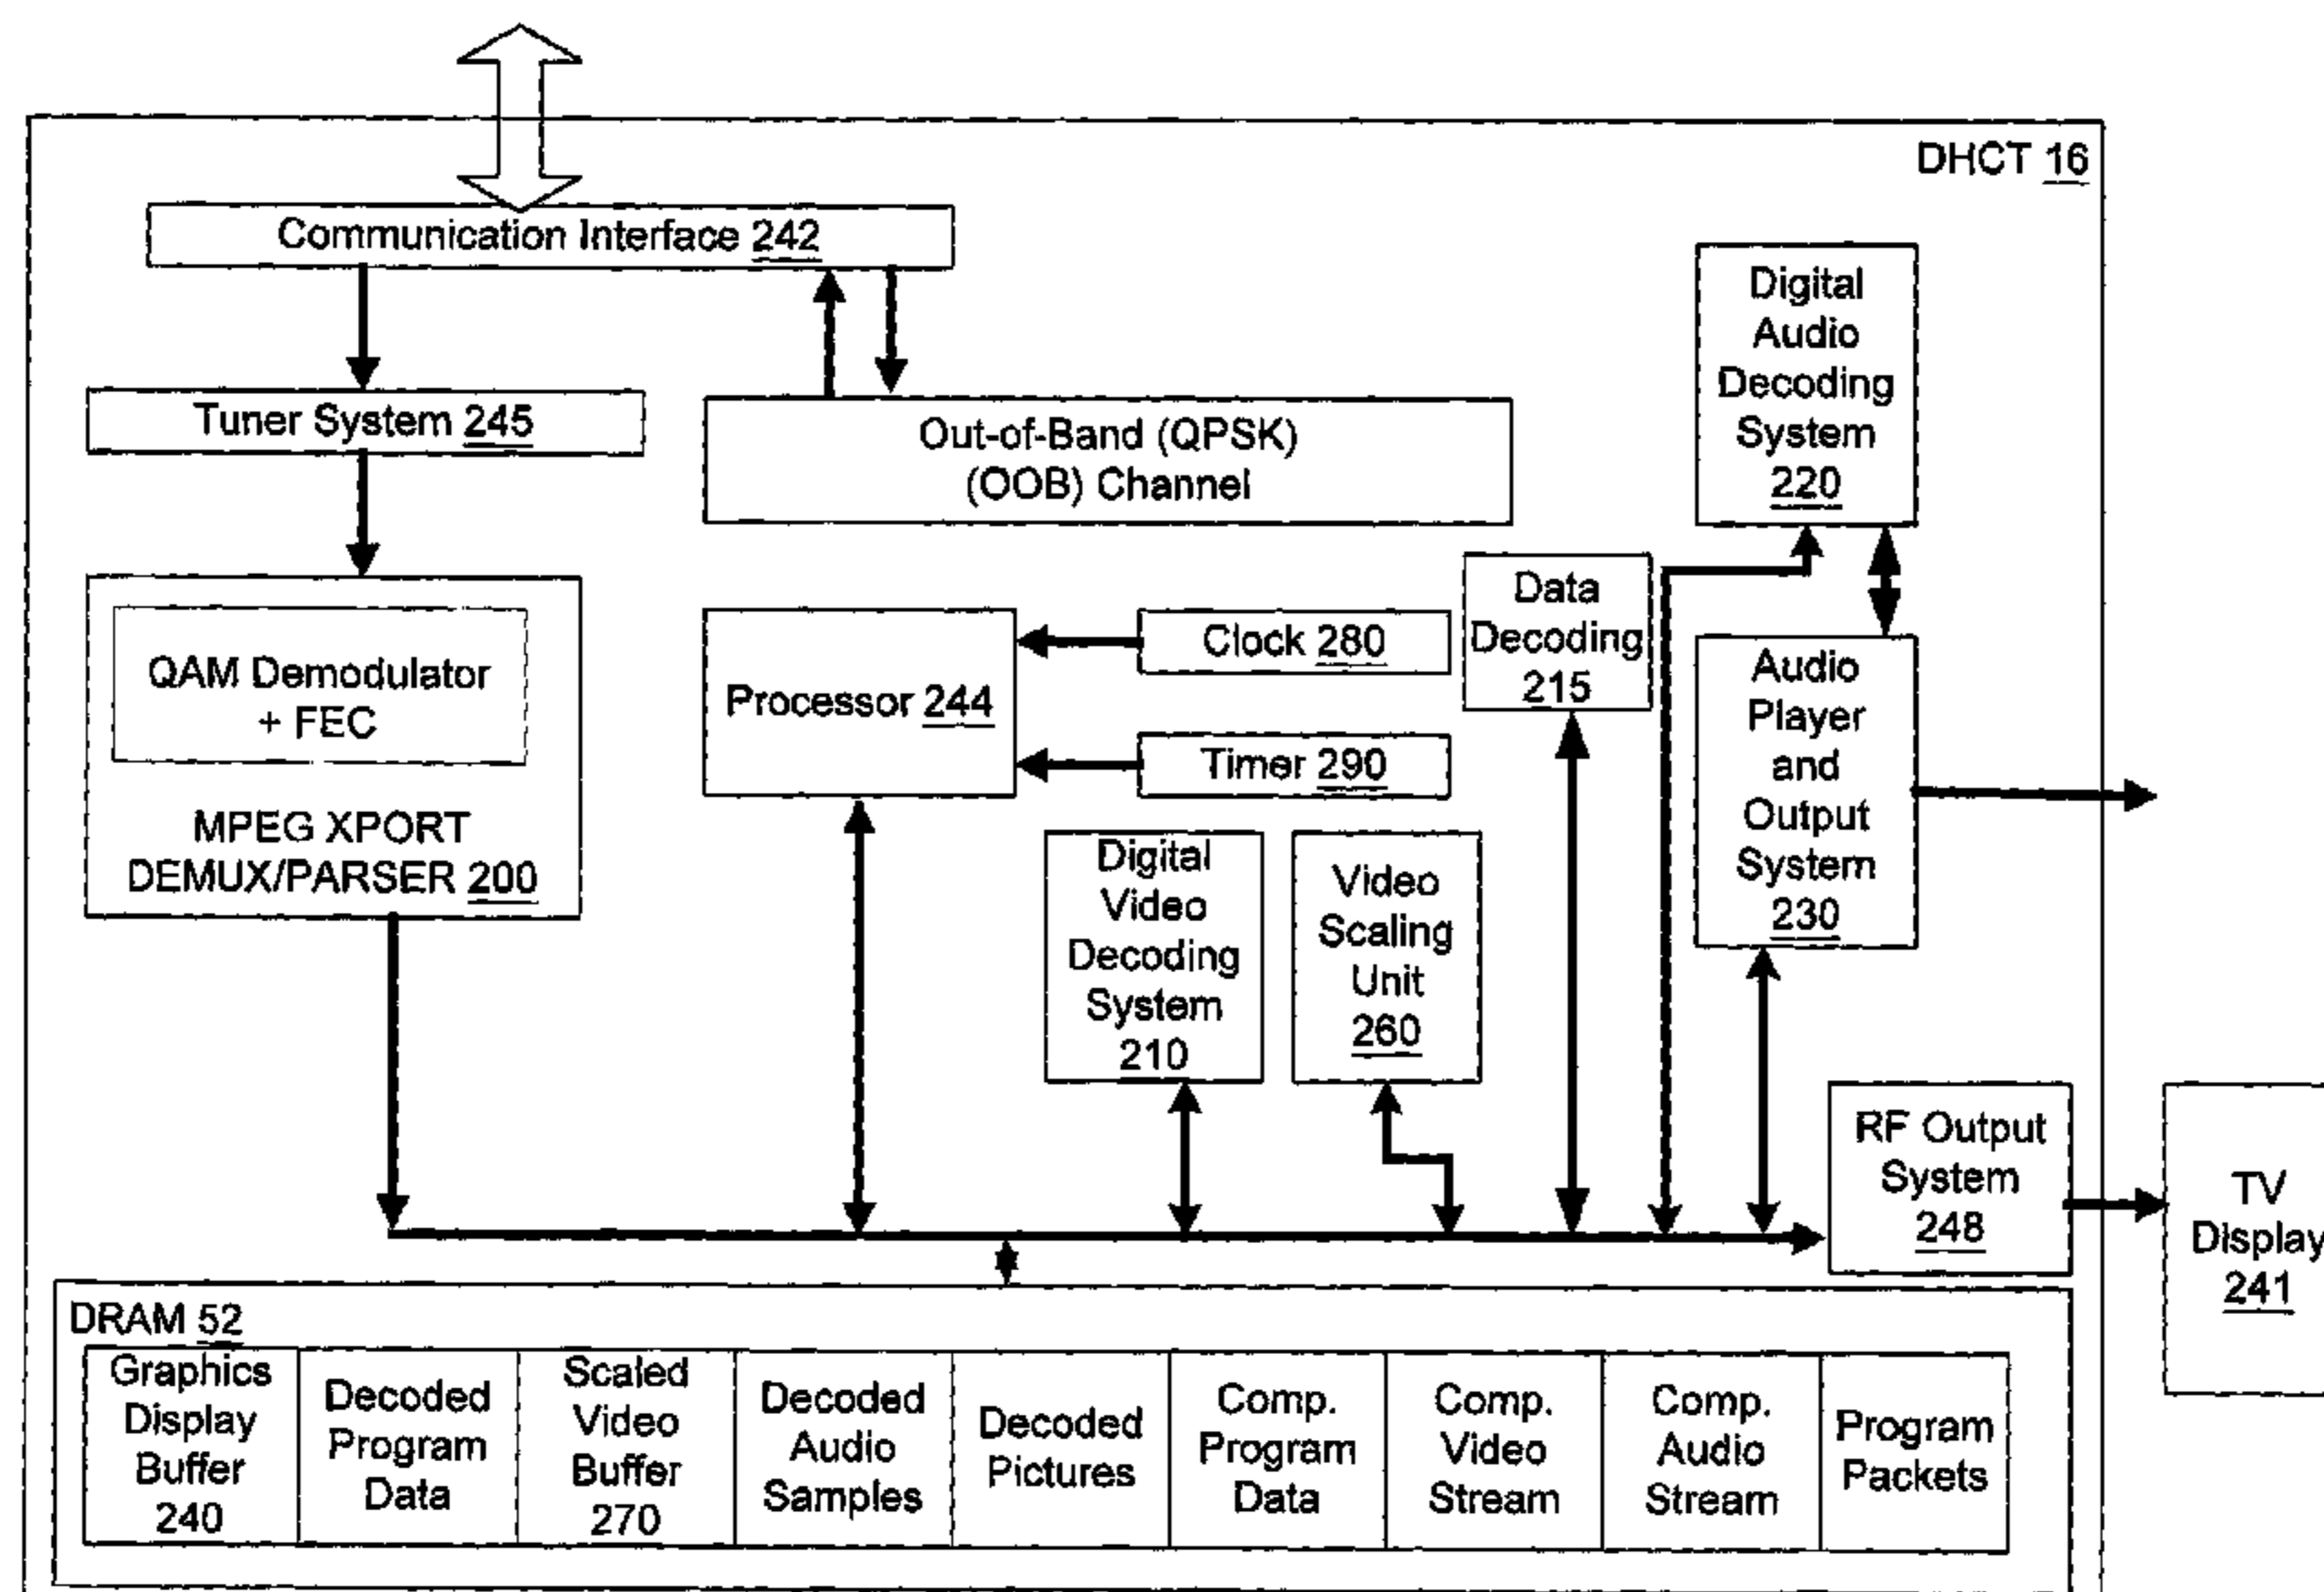 DHCT 16
Communication Interface 242
Digital
Audio
Decoding
System
220
Tuner System 245
Out-of-Band (QPSK)
(OOB) Channel
QAM Demodulator
+ FEC
MPEG XPORT
DEMUX/PARSER 200
Processor 244
Clock 280
Timer 290
Data
Decoding
215
Audio
Player
and
Output
System
230
Digital
Video
Decoding
System
210
Video
Scaling
Unit
260
RF Output
System
248
TV
Display
241
DRAM 52
Graphics
Display
Buffer
240
Decoded
Program
Data
Scaled
Video
Buffer
270
Decoded
Audio
Samples
Decoded
Pictures
Comp.
Program
Data
Comp.
Video
Stream
Comp.
Audio
Stream
Program
Packets